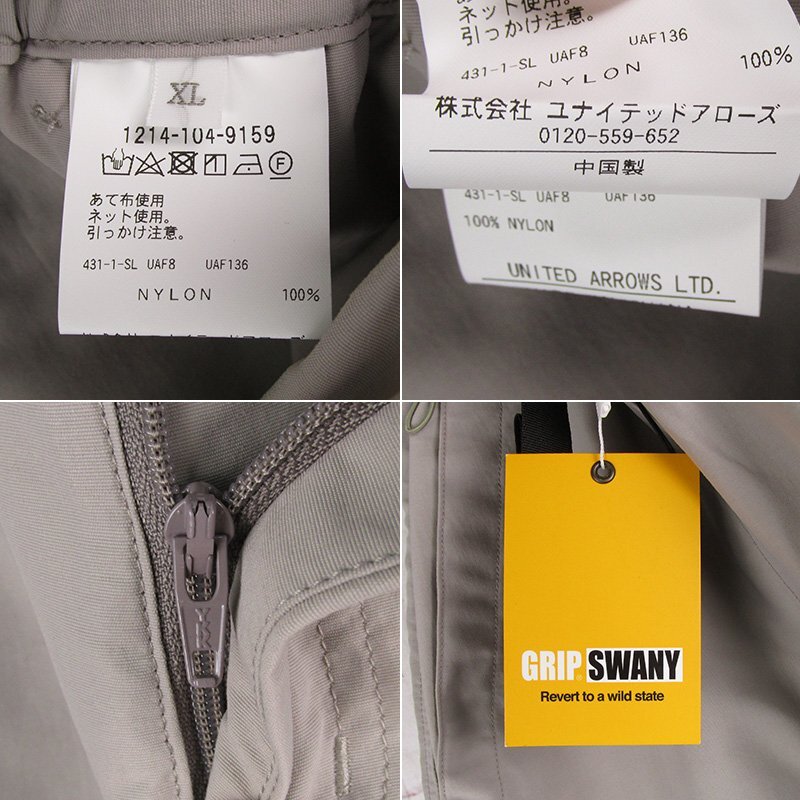 XL
1214-104-9159
F
あて布使用
ネット使用。
引っかけ注意。
431-1-SL UAF8 UAF136
NYLON 100%
ネット使用。
引っかけ注意。
431-1-SL UAF8 UAF136
NYLON 100%
株式会社 ユナイテッドアローズ
0120-559-652
中国製
431-1-SL UAF8 UAF136
100% NYLON
UNITED ARROWS LTD.
YKK
GRIP® SWANY
Revert to a wild state